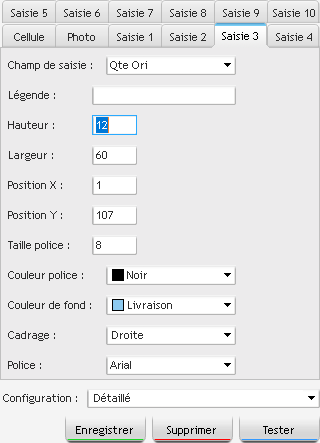 Saisie 5 Saisie 6 Saisie 7 Saisie 8 Saisie 9 Saisie 10
Cellule Photo Saisie 1 Saisie 2 Saisie 3 Saisie 4
Champ de saisie : Qte Ori
Légende :
Hauteur : 12
Largeur : 60
Position X : 1
Position Y : 107
Taille police : 8
Couleur police : Noir
Couleur de fond : Livraison
Cadrage : Droite
Police : Arial
Configuration : Détaillé
Enregistrer Supprimer Tester